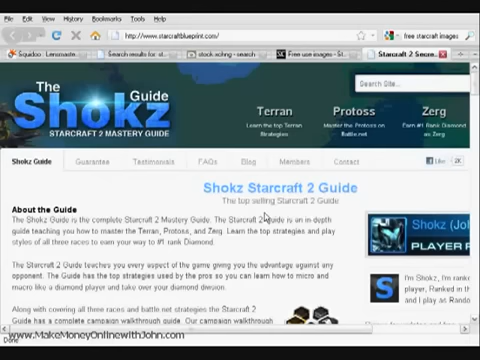 Edit View History Bookmarks Tools Help
http://www.starcraftblueprint.com/
free starcraft images
Squidoo : Lensmaste...
Search results for: st...
stock.xchng - Search
Free use images - St...
Starcraft 2 Secre...
Search Site...
The
Shokz
Guide
STARCRAFT 2 MASTERY GUIDE
Terran
Learn the top Terran
Strategies
Protoss
Master the Protoss on
Battle.net
Zerg
Earn #1 Rank Diamond
as Zerg
Shokz Guide
Guarantee
Testimonials
FAQs
Blog
Members
Contact
Like
2K
Shokz Starcraft 2 Guide
The top selling Starcraft 2 Guide
About the Guide
The Shokz Guide is the complete Starcraft 2 Mastery Guide. The Starcraft 2 guide is an in depth
guide teaching you how to master the Terran, Protoss, and Zerg. Learn the top strategies and play
styles of all three races to earn your way to #1 rank Diamond.
The Starcraft 2 Guide teaches you every aspect of the game giving you the advantage against any
opponent. The Guide has the top strategies used by the pros so you can learn how to micro and
macro like a diamond player and take over your diamond division.
Along with covering all three races and battle.net strategies the Starcraft 2
Guide has a complete campaign walkthrough guide. Our campaign walkthrough
Shokz (Jo
PLAYER
I'm Shokz, I'm ranke
player, Ranked in th
and I play as Random
Done
www.MakeMoneyOnlinewithJohn.com